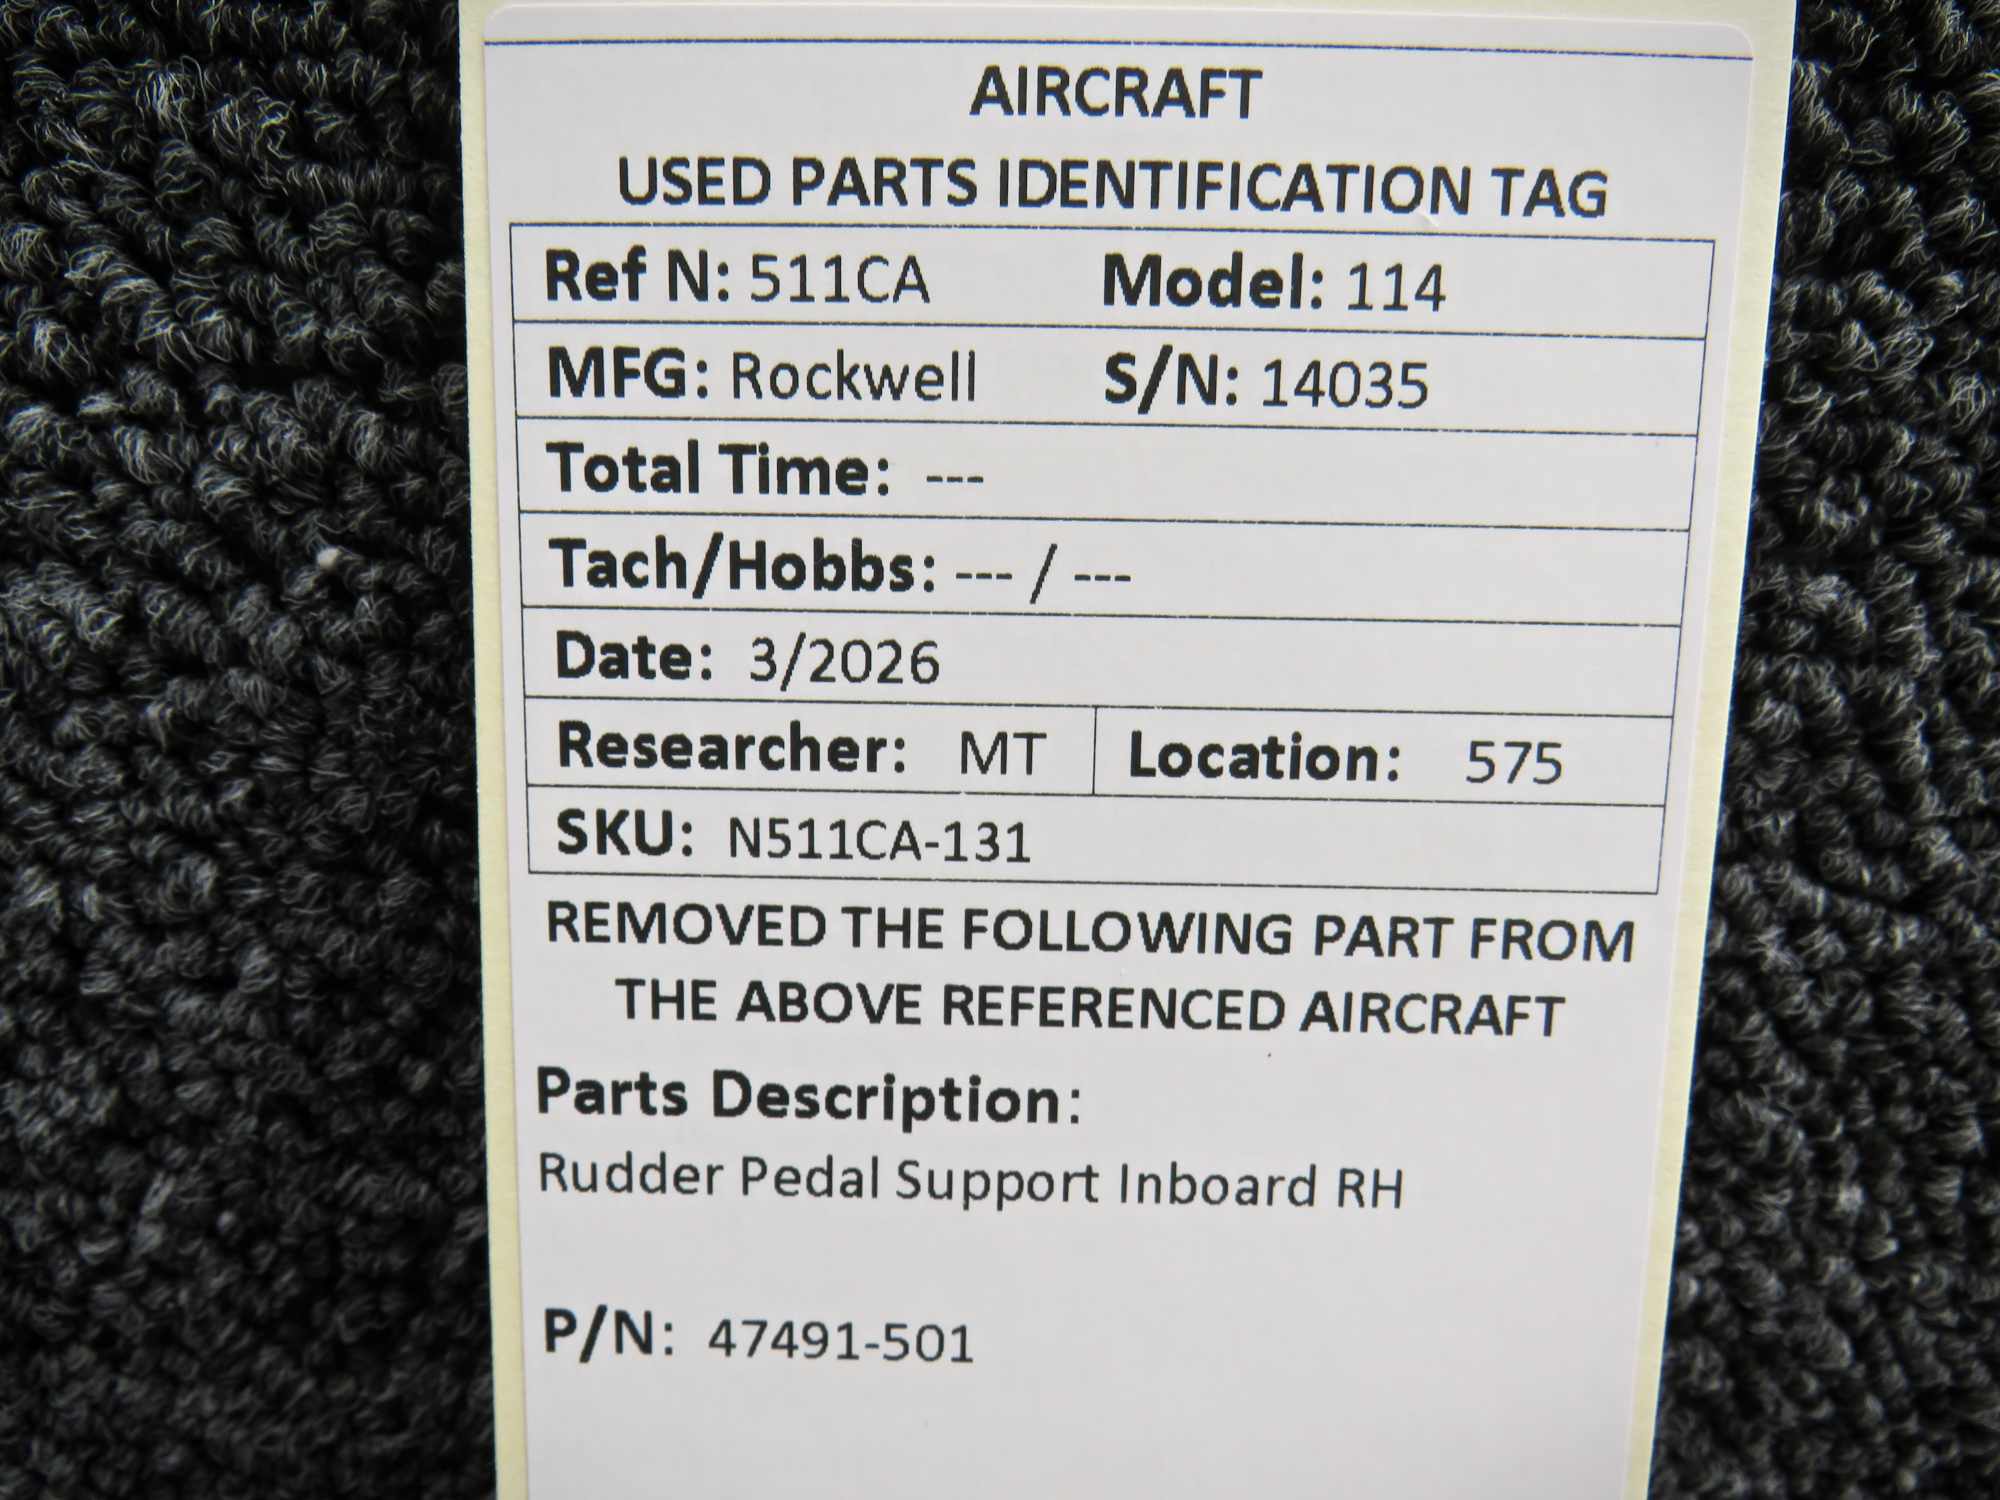 AIRCRAFT
USED PARTS IDENTIFICATION TAG
Ref N: 511CA Model: 114
MFG: Rockwell S/N: 14035
Total Time: ---
Tach/Hobbs: --- / ---
Date: 3/2026
Researcher: MT Location: 575
SKU: N511CA-131
REMOVED THE FOLLOWING PART FROM
THE ABOVE REFERENCED AIRCRAFT
Parts Description:
Rudder Pedal Support Inboard RH
P/N: 47491-501